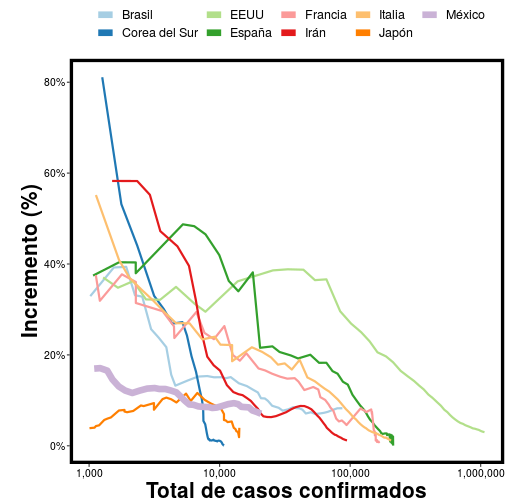 Brasil EEUU Francia Italia México
Corea del Sur España Irán Japón
80%
60%
40%
20%
0%
Incremento (%)
1,000 10,000 100,000 1,000,000
Total de casos confirmados